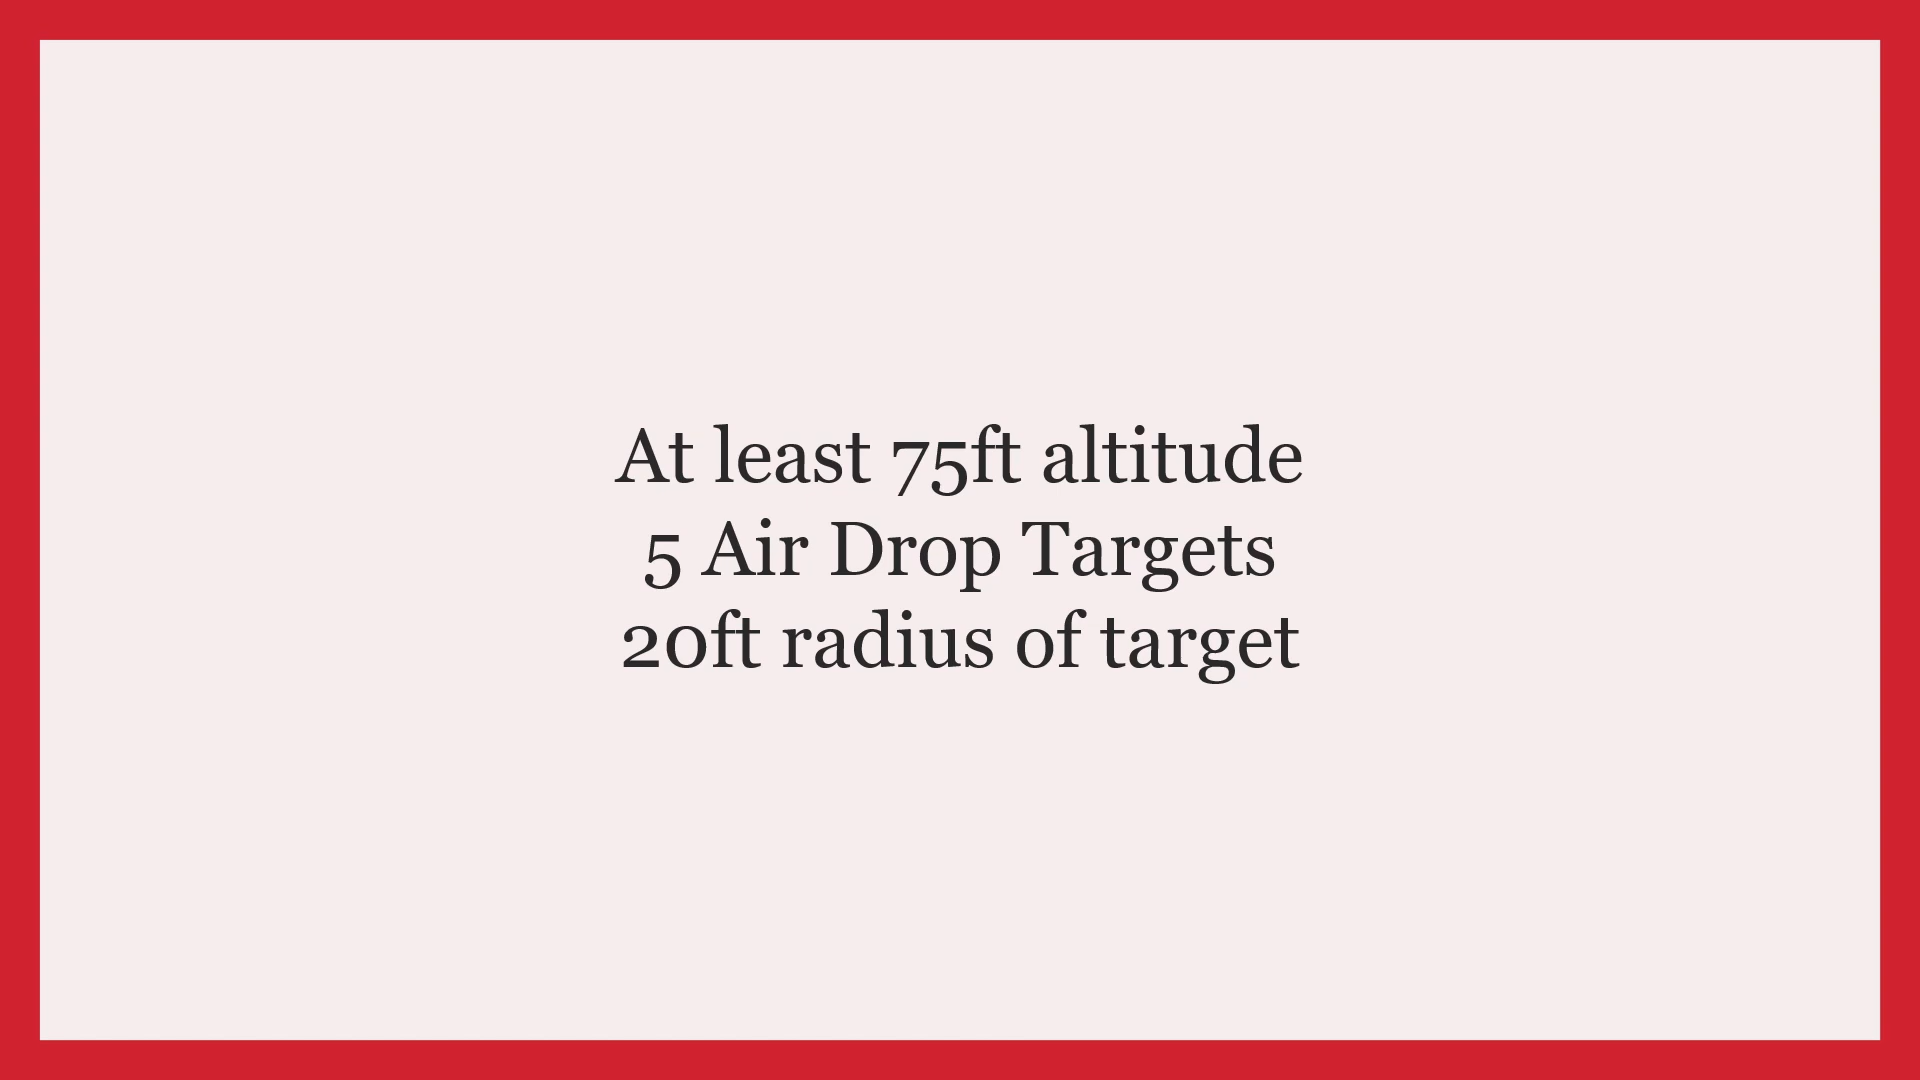 At least 75ft altitude
5 Air Drop Targets
20ft radius of target